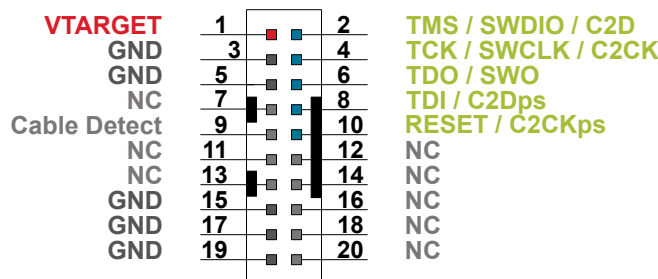 VTARGET 1 2 TMS / SWDIO / C2D
GND 3 4 TCK / SWCLK / C2CK
GND 5 6 TDO / SWO
NC 7 8 TDI / C2Dps
Cable Detect 9 10 RESET / C2CKps
NC 11 12 NC
NC 13 14 NC
GND 15 16 NC
GND 17 18 NC
GND 19 20 NC